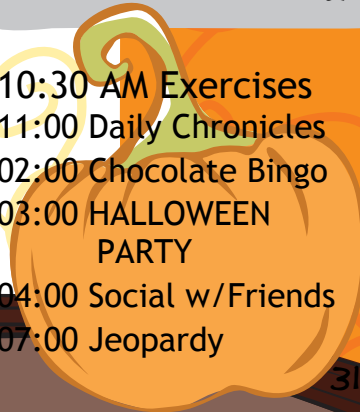 10:30 AM Exercises
11:00 Daily Chronicles
02:00 Chocolate Bingo
03:00 HALLOWEEN
PARTY
04:00 Social w/Friends
07:00 Jeopardy
31